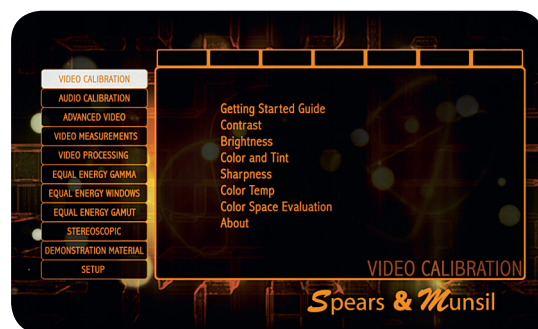 VIDEO CALIBRATION
AUDIO CALIBRATION
ADVANCED VIDEO
VIDEO MEASUREMENTS
VIDEO PROCESSING
EQUAL ENERGY GAMMA
EQUAL ENERGY WINDOWS
EQUAL ENERGY GAMUT
STEREOSCOPIC
DEMONSTRATION MATERIAL
SETUP
Getting Started Guide
Contrast
Brightness
Color and Tint
Sharpness
Color Temp
Color Space Evaluation
About
VIDEO CALIBRATION
Spears & Munsil